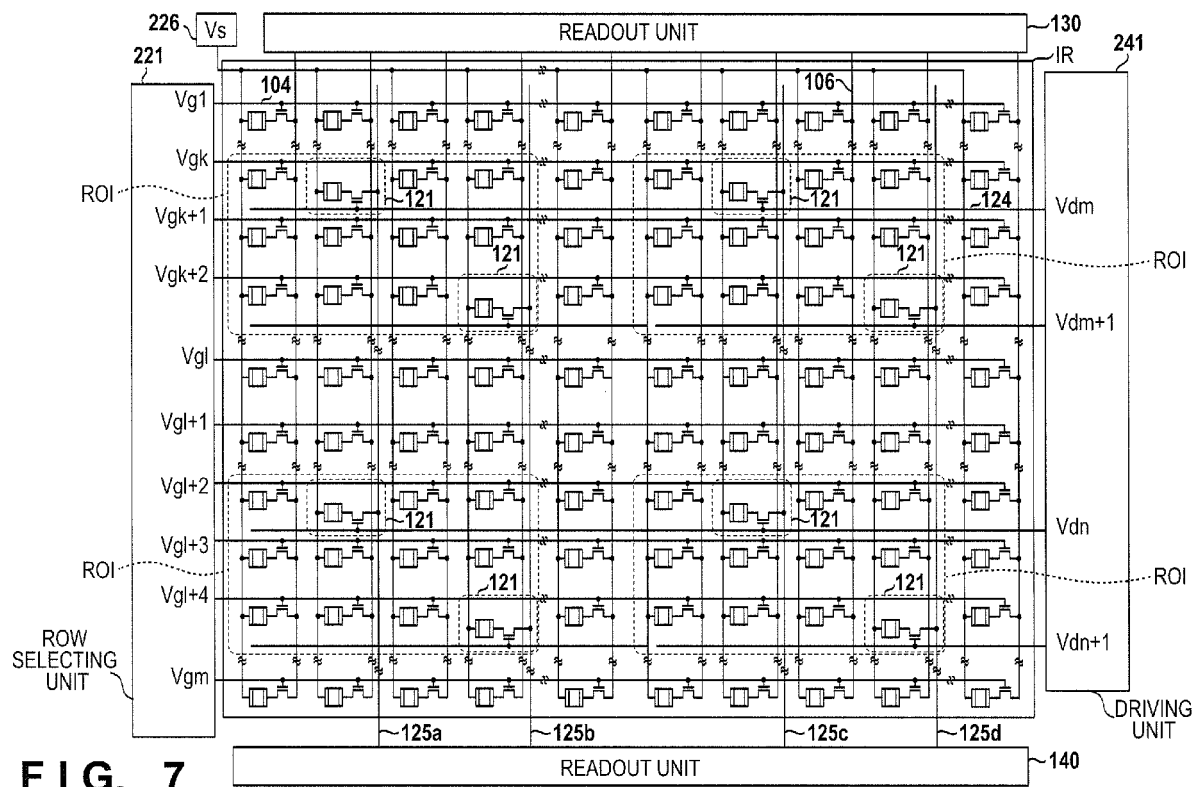 226
Vs
READOUT UNIT
130
221
IR
241
Vg1
104
106
Vgk
ROI
121
121
124
Vdm
Vgk+1
Vgk+2
121
121
ROI
Vdm+1
Vgl
Vgl+1
Vgl+2
121
121
Vdn
Vgl+3
ROI
121
121
ROI
Vgl+4
Vdn+1
ROW
SELECTING
UNIT
Vgm
DRIVING
UNIT
125a
125b
125c
125d
FIG. 7
READOUT UNIT
140